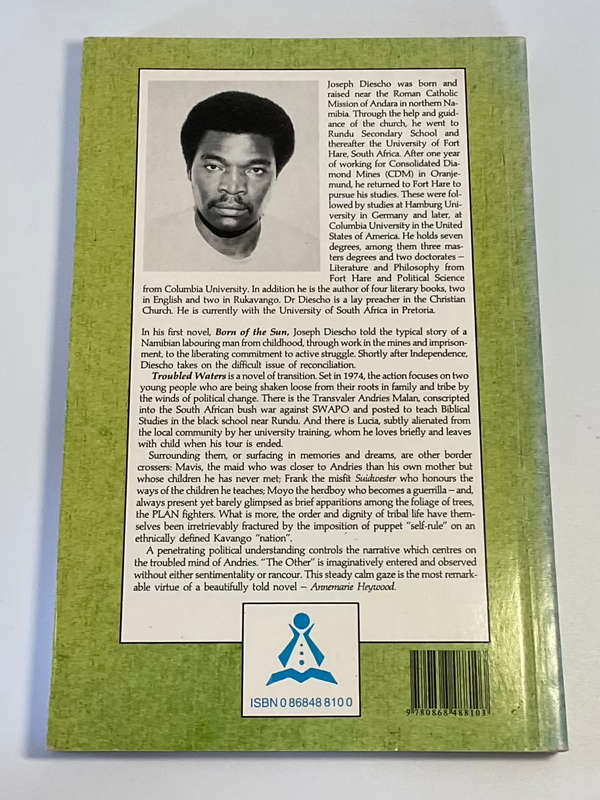 Joseph Diescho was born and
raised near the Roman Catholic
Mission of Andara in northern Na-
mibia. Through the help and guid-
ance of the church, he went to
Rundu Secondary School and
thereafter the University of Fort
Hare, South Africa. After one year
of working for Consolidated Dia-
mond Mines (CDM) in Oranje-
mund, he returned to Fort Hare to
pursue his studies. These were fol-
lowed by studies at Hamburg Uni-
versity in Germany and later, at
Columbia University in the United
States of America. He holds seven
degrees, among them three mas-
ters degrees and two doctorates –
Literature and Philosophy from
Fort Hare and Political Science
from Columbia University. In addition he is the author of four literary books, two
in English and two in Rukavango. Dr Diescho is a lay preacher in the Christian
Church. He is currently with the University of South Africa in Pretoria.
In his first novel, Born of the Sun, Joseph Diescho told the typical story of a
Namibian labouring man from childhood, through work in the mines and imprison-
ment, to the liberating commitment to active struggle. Shortly after Independence,
Diescho takes on the difficult issue of reconciliation.
Troubled Waters is a novel of transition. Set in 1974, the action focuses on two
young people who are being shaken loose from their roots in family and tribe by
the winds of political change. There is the Transvaler Andries Malan, conscripted
into the South African bush war against SWAPO and posted to teach Biblical
Studies in the black school near Rundu. And there is Lucia, subtly alienated from
the local community by her university training, whom he loves briefly and leaves
with child when his tour is ended.
Surrounding them, or surfacing in memories and dreams, are other border
crossers: Mavis, the maid who was closer to Andries than his own mother but
whose children he has never met; Frank the misfit Suidwester who honours the
ways of the children he teaches; Moyo the herdboy who becomes a guerrilla – and,
always present yet barely glimpsed as brief apparitions among the foliage of trees,
the PLAN fighters. What is more, the order and dignity of tribal life have them-
selves been irretrievably fractured by the imposition of puppet “self-rule” on an
ethnically defined Kavango “nation”.
A penetrating political understanding controls the narrative which centres on
the troubled mind of Andries. “The Other” is imaginatively entered and observed
without either sentimentality or rancour. This steady calm gaze is the most remark-
able virtue of a beautifully told novel – Annemarie Heywood.
ISBN 0 86848 810 0
9 780868 488103